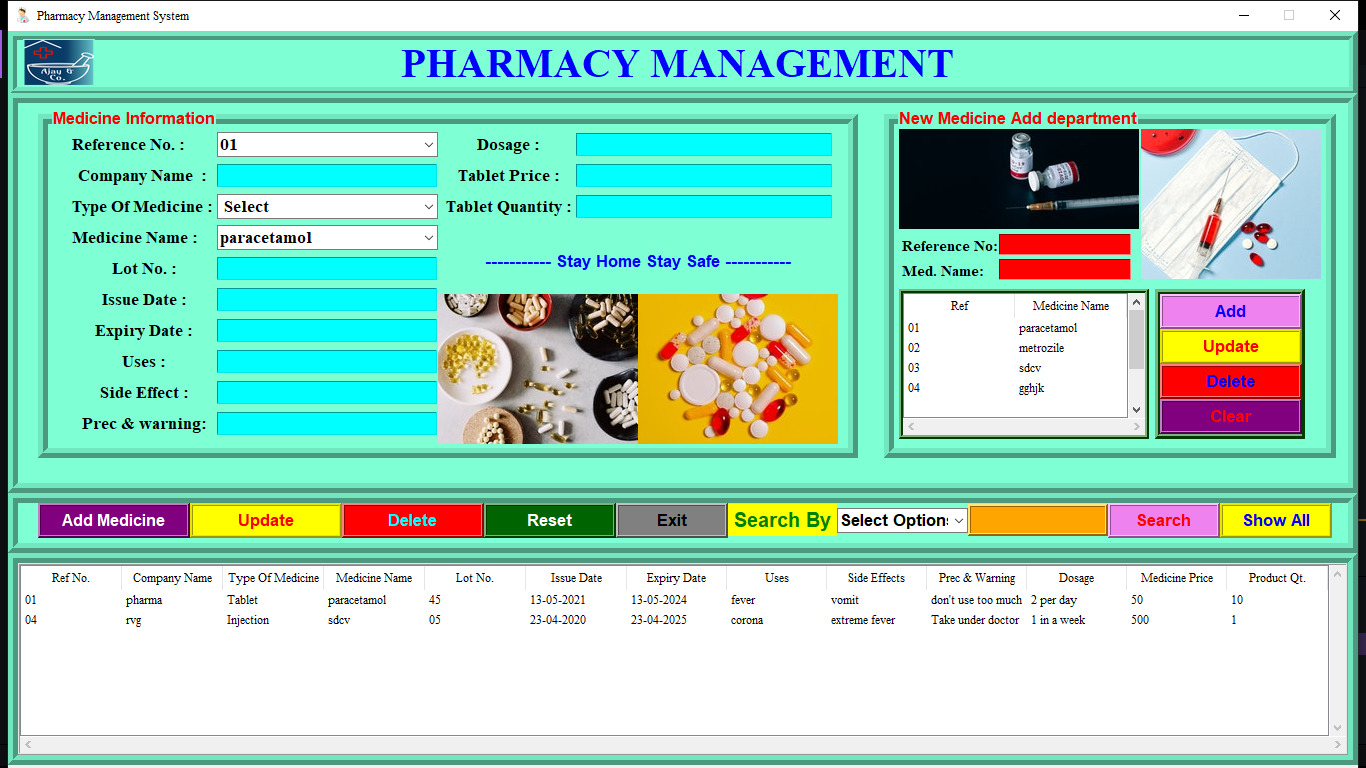 Pharmacy Management System
Ajay &
Co.
PHARMACY MANAGEMENT
Medicine Information
Reference No. : 01
Company Name :
Type Of Medicine : Select
Medicine Name : paracetamol
Lot No. :
Issue Date :
Expiry Date :
Uses :
Side Effect :
Prec & warning:
Dosage :
Tablet Price :
Tablet Quantity :
----------- Stay Home Stay Safe -----------
New Medicine Add department
Reference No:
Med. Name:
Ref Medicine Name
01 paracetamol
02 metrozile
03 sdcv
04 gghjk
Add
Update
Delete
Clear
Add Medicine Update Delete Reset Exit Search By Select Options Search Show All
Ref No. Company Name Type Of Medicine Medicine Name Lot No. Issue Date Expiry Date Uses Side Effects Prec & Warning Dosage Medicine Price Product Qt.
01 pharma Tablet paracetamol 45 13-05-2021 13-05-2024 fever vomit don't use too much 2 per day 50 10
04 rvg Injection sdcv 05 23-04-2020 23-04-2025 corona extreme fever Take under doctor 1 in a week 500 1